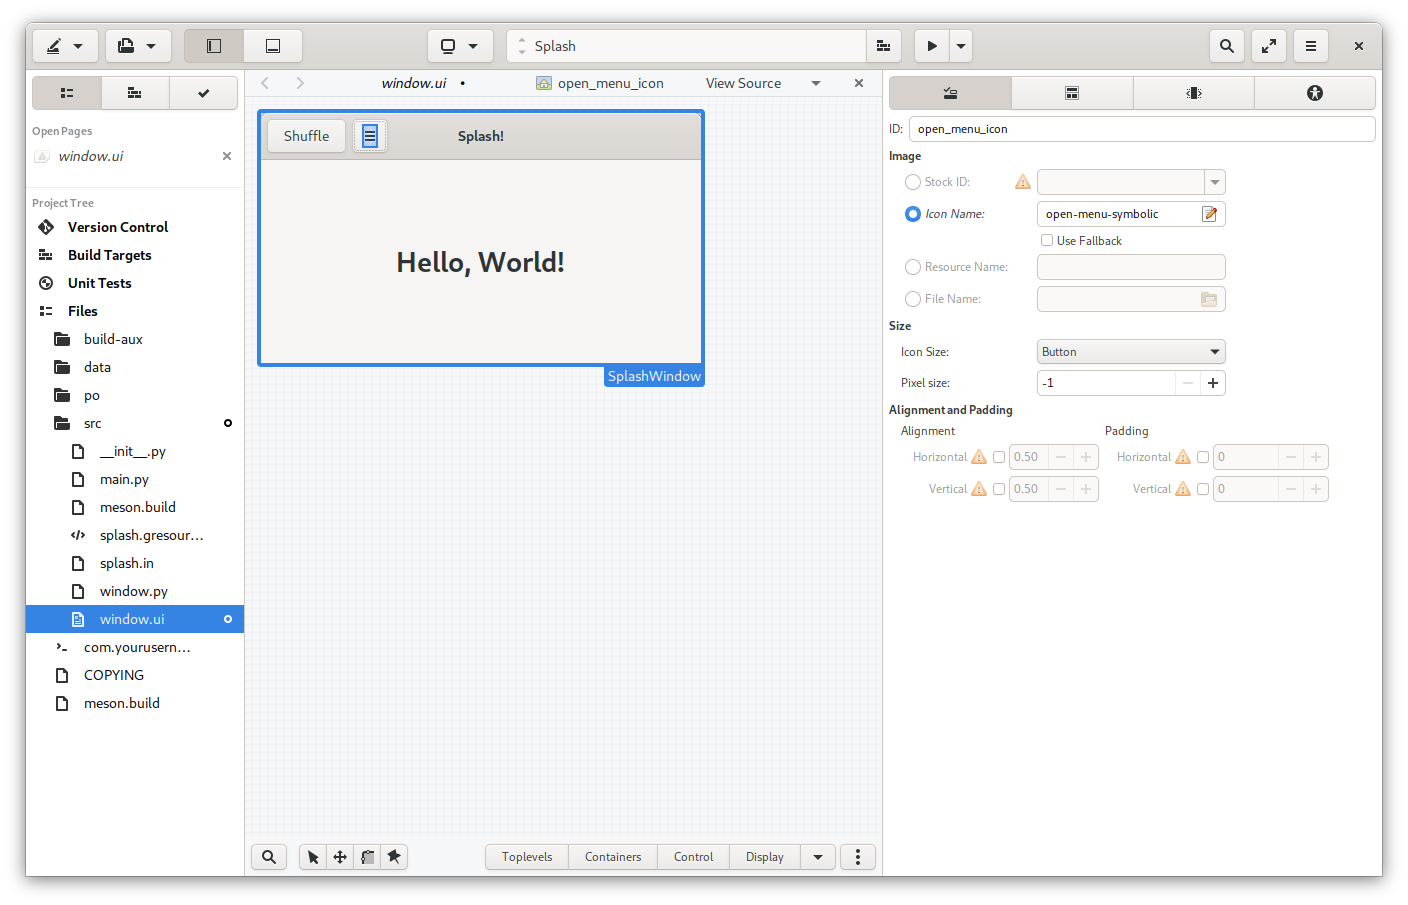 Splash
window.ui •
open_menu_icon
View Source
Open Pages
window.ui
Project Tree
Version Control
Build Targets
Unit Tests
Files
build-aux
data
po
src
__init__.py
main.py
meson.build
splash.gresour…
splash.in
window.py
window.ui
com.yourusern…
COPYING
meson.build
Shuffle
Splash!
Hello, World!
SplashWindow
Toplevels
Containers
Control
Display
ID: open_menu_icon
Image
Stock ID:
Icon Name: open-menu-symbolic
Use Fallback
Resource Name:
File Name:
Size
Icon Size: Button
Pixel size: -1
Alignment and Padding
Alignment Padding
Horizontal 0.50 Horizontal 0
Vertical 0.50 Vertical 0